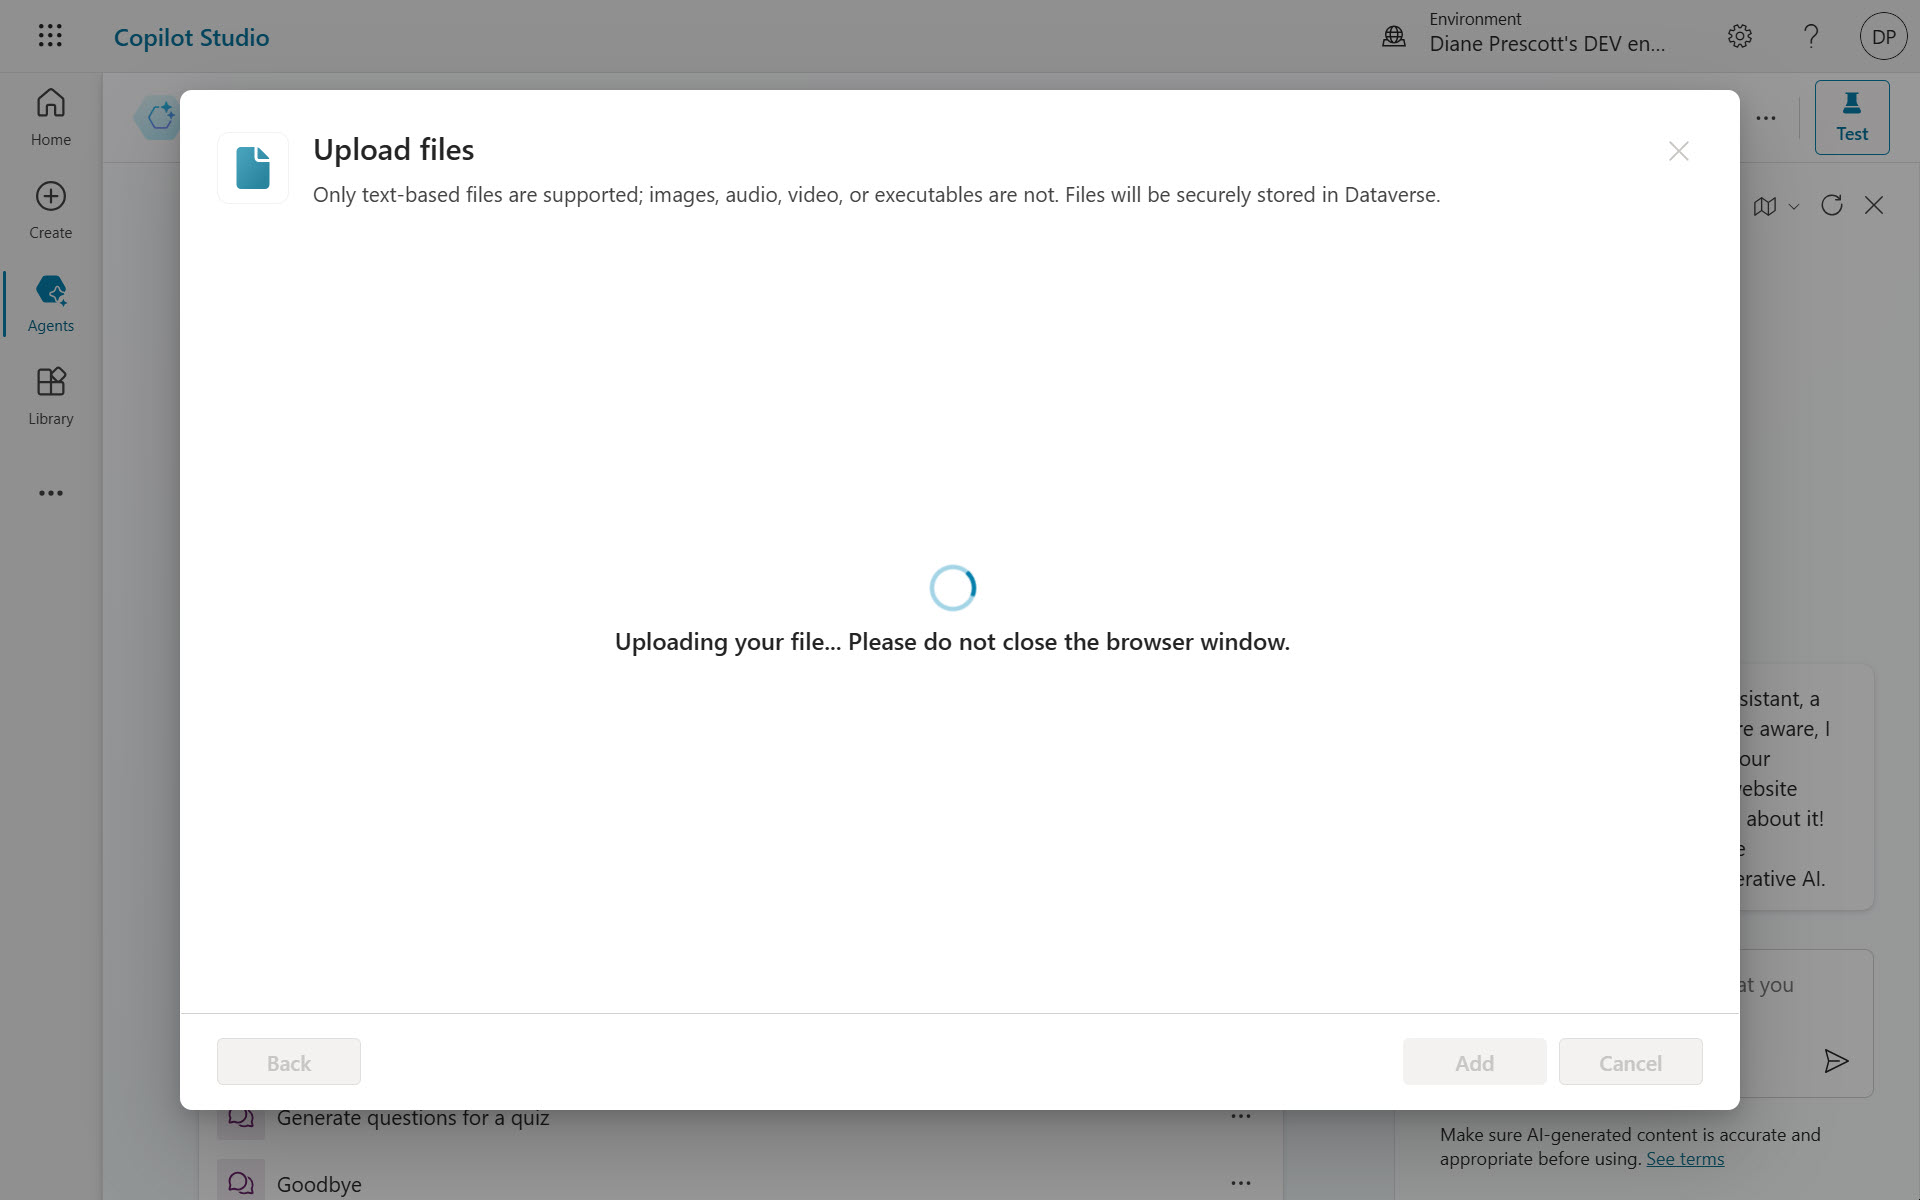 Copilot Studio
Environment
Diane Prescott's DEV en...
DP
Home
Create
Agents
Library
Test
Upload files
Only text-based files are supported; images, audio, video, or executables are not. Files will be securely stored in Dataverse.
Uploading your file... Please do not close the browser window.
Back
Add
Cancel
sistant, a
re aware, I
our
ebsite
about it!
e
erative AI.
at you
Generate questions for a quiz
Goodbye
Make sure AI-generated content is accurate and
appropriate before using. See terms